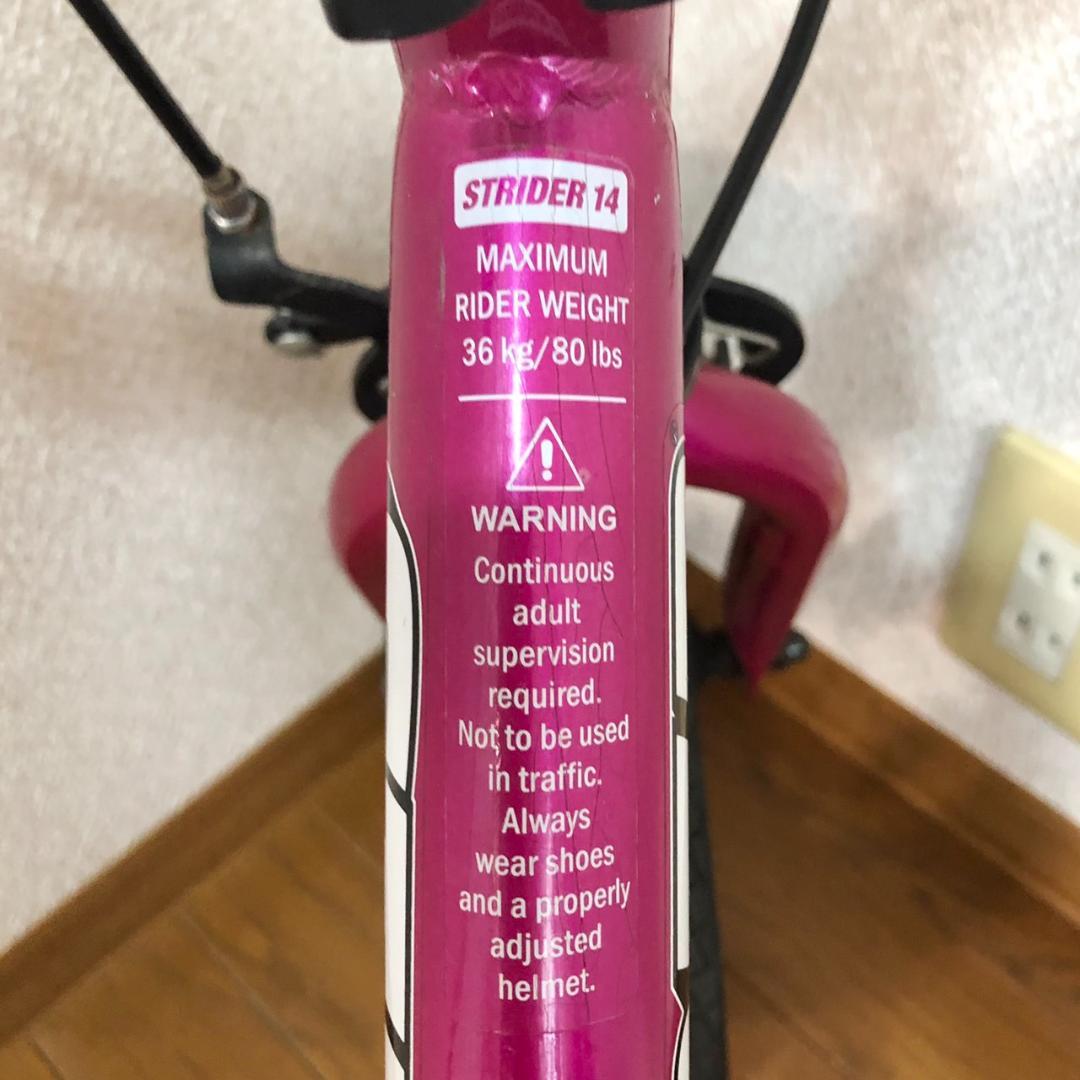 STRIDER 14
MAXIMUM
RIDER WEIGHT
36 kg/80 lbs
WARNING
Continuous
adult
supervision
required.
Not to be used
in traffic.
Always
wear shoes
and a properly
adjusted
helmet.